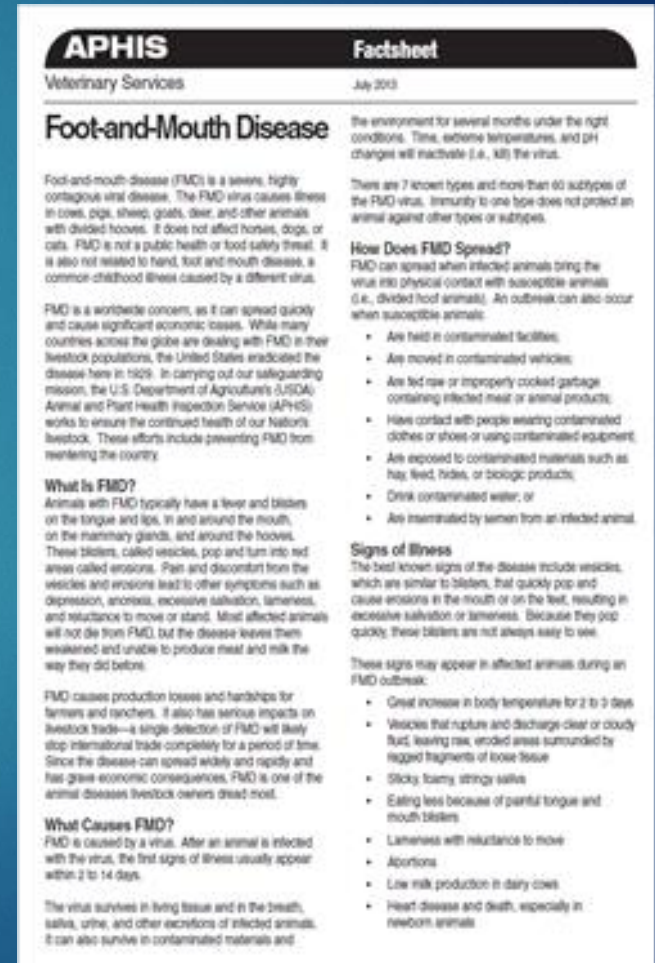 APHIS
Factsheet
Veterinary Services
July 2013
Foot-and-Mouth Disease
Foot-and-mouth disease (FMD) is a severe, highly
contagious viral disease. The FMD virus causes illness
in cows, pigs, sheep, goats, deer, and other animals
with divided hooves. It does not affect horses, dogs, or
cats. FMD is not a public health or food safety threat. It
is also not related to hand, foot and mouth disease, a
common childhood illness caused by a different virus.
FMD is a worldwide concern, as it can spread quickly
and cause significant economic losses. While many
countries across the globe are dealing with FMD in their
livestock populations, the United States eradicated the
disease here in 1929. In carrying out our safeguarding
mission, the U.S. Department of Agriculture's (USDA)
Animal and Plant Health Inspection Service (APHIS)
works to ensure the continued health of our Nation's
livestock. These efforts include preventing FMD from
reentering the country.
What Is FMD?
Animals with FMD typically have a fever and blisters
on the tongue and lips, in and around the mouth,
on the mammary glands, and around the hooves.
These blisters, called vesicles, pop and turn into red
areas called erosions. Pain and discomfort from the
vesicles and erosions lead to other symptoms such as
depression, anorexia, excessive salivation, lameness,
and reluctance to move or stand. Most affected animals
will not die from FMD, but the disease leaves them
weakened and unable to produce meat and milk the
way they did before.
FMD causes production losses and hardships for
farmers and ranchers. It also has serious impacts on
livestock trade—a single detection of FMD will likely
stop international trade completely for a period of time.
Since the disease can spread widely and rapidly and
has grave economic consequences, FMD is one of the
animal diseases livestock owners dread most.
What Causes FMD?
FMD is caused by a virus. After an animal is infected
with the virus, the first signs of illness usually appear
within 2 to 14 days.
The virus survives in living tissue and in the breath,
saliva, urine, and other excretions of infected animals.
It can also survive in contaminated materials and
the environment for several months under the right
conditions. Time, extreme temperatures, and pH
changes will inactivate (i.e., kill) the virus.
There are 7 known types and more than 60 subtypes of
the FMD virus. Immunity to one type does not protect an
animal against other types or subtypes.
How Does FMD Spread?
FMD can spread when infected animals bring the
virus into physical contact with susceptible animals
(i.e., divided hoof animals). An outbreak can also occur
when susceptible animals:
• Are held in contaminated facilities;
• Are moved in contaminated vehicles;
• Are fed raw or improperly cooked garbage
containing infected meat or animal products;
• Have contact with people wearing contaminated
clothes or shoes or using contaminated equipment;
• Are exposed to contaminated materials such as
hay, feed, hides, or biologic products;
• Drink contaminated water; or
• Are inseminated by semen from an infected animal.
Signs of Illness
The best known signs of the disease include vesicles,
which are similar to blisters, that quickly pop and
cause erosions in the mouth or on the feet, resulting in
excessive salivation or lameness. Because they pop
quickly, these blisters are not always easy to see.
These signs may appear in affected animals during an
FMD outbreak:
• Great increase in body temperature for 2 to 3 days
• Vesicles that rupture and discharge clear or cloudy
fluid, leaving raw, eroded areas surrounded by
ragged fragments of loose tissue
• Sticky, foamy, stringy saliva
• Eating less because of painful tongue and
mouth blisters
• Lameness with reluctance to move
• Abortions
• Low milk production in dairy cows
• Heart disease and death, especially in
newborn animals